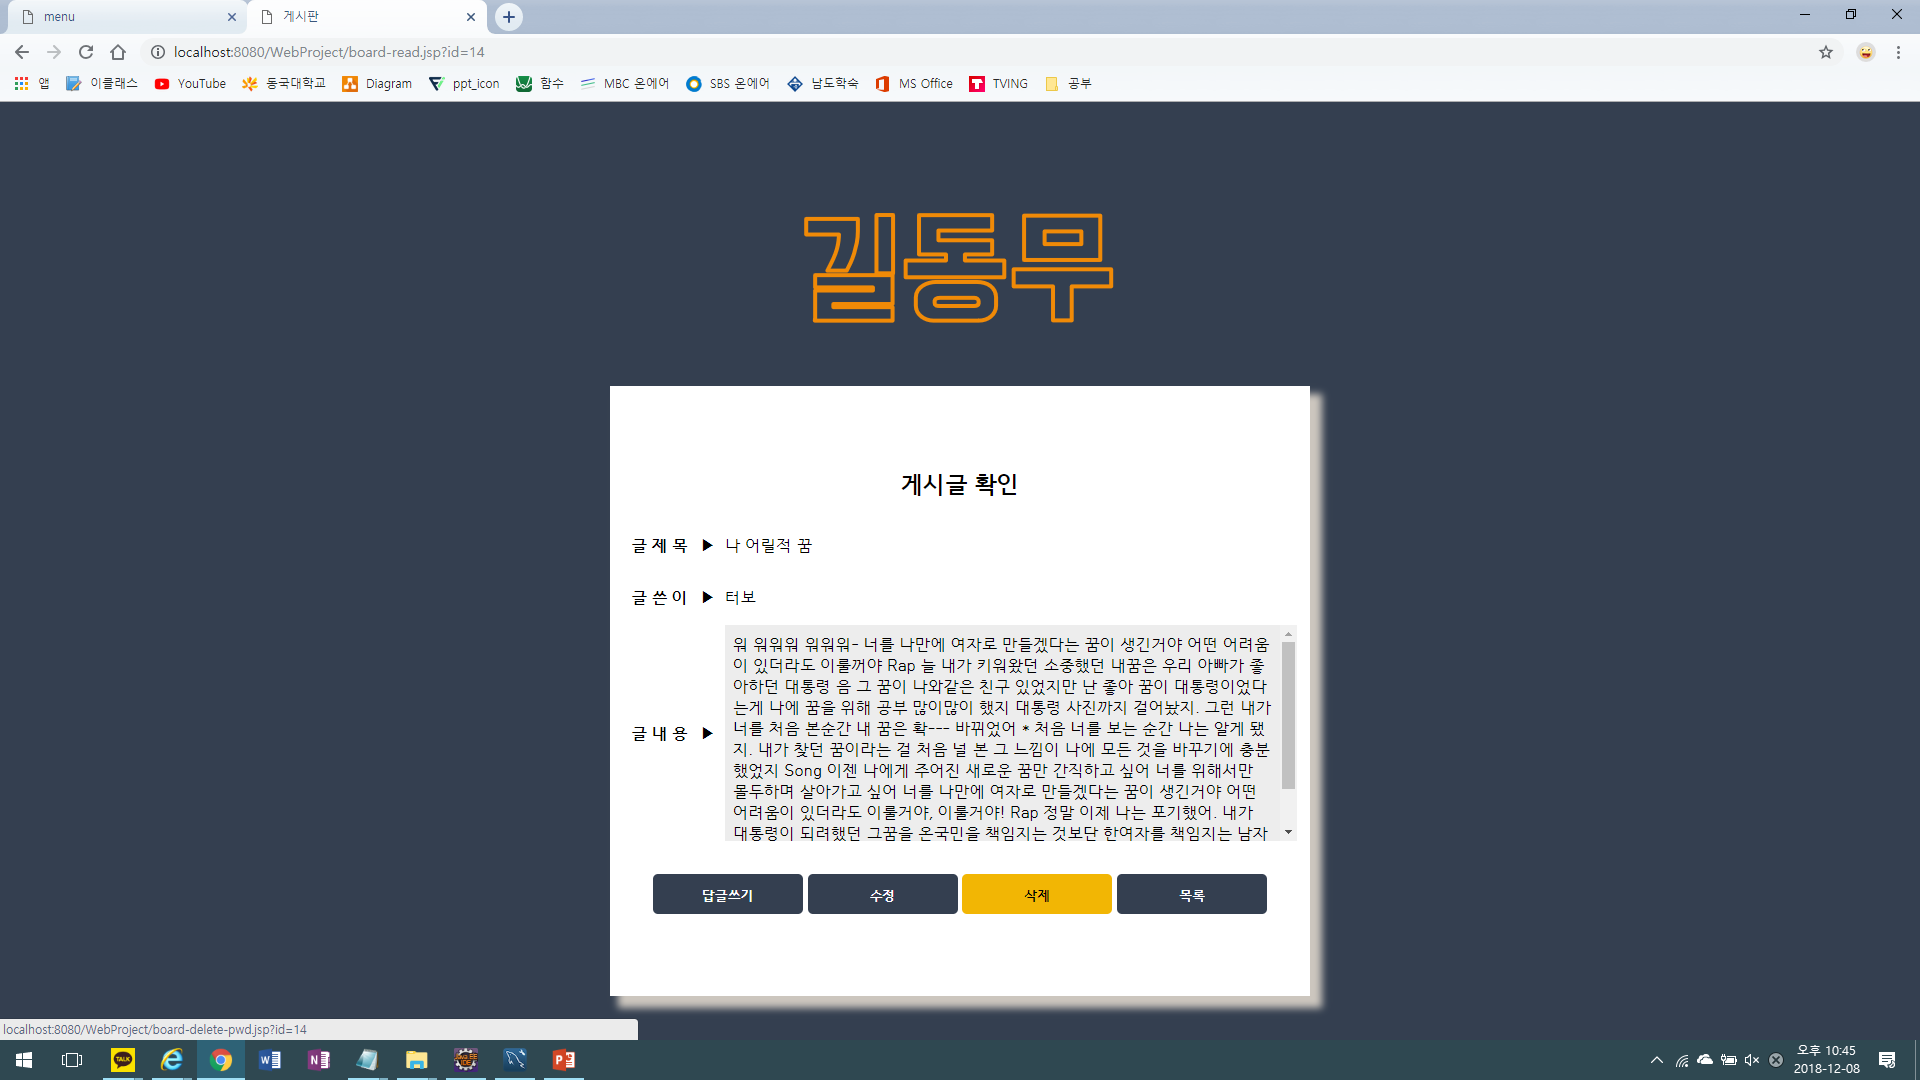 menu
게시판
localhost:8080/WebProject/board-read.jsp?id=14
앱 이클래스 YouTube 동국대학교 Diagram ppt_icon 함수 MBC 온에어 SBS 온에어 남도학숙 MS Office TVING 공부
길동무
게시글 확인
글 제 목 ▶ 나 어릴적 꿈
글 쓴 이 ▶ 터보
글 내 용 ▶
워 워워워 워워워- 너를 나만에 여자로 만들겠다는 꿈이 생긴거야 어떤 어려움
이 있더라도 이룰꺼야 Rap 늘 내가 키워왔던 소중했던 내꿈은 우리 아빠가 좋
아하던 대통령 음 그 꿈이 나와같은 친구 있었지만 난 좋아 꿈이 대통령이었다
는게 나에 꿈을 위해 공부 많이많이 했지 대통령 사진까지 걸어놨지. 그런 내가
너를 처음 본순간 내 꿈은 확--- 바뀌었어 * 처음 너를 보는 순간 나는 알게 됐
지. 내가 찾던 꿈이라는 걸 처음 널 본 그 느낌이 나에 모든 것을 바꾸기에 충분
했었지 Song 이젠 나에게 주어진 새로운 꿈만 간직하고 싶어 너를 위해서만
몰두하며 살아가고 싶어 너를 나만에 여자로 만들겠다는 꿈이 생긴거야 어떤
어려움이 있더라도 이룰거야, 이룰거야! Rap 정말 이제 나는 포기했어. 내가
대통령이 되려했던 그꿈을 온국민을 책임지는 것보단 한여자를 책임지는 남자
답글쓰기 수정 삭제 목록
localhost:8080/WebProject/board-delete-pwd.jsp?id=14
TALK
오후 10:45
2018-12-08